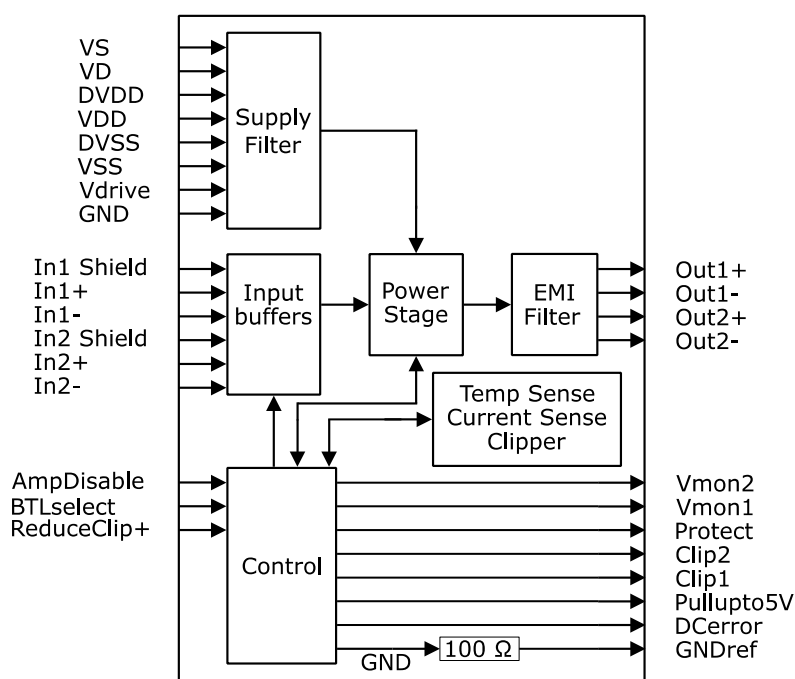 VS
VD
DVDD
VDD
DVSS
VSS
Vdrive
GND
Supply
Filter
In1 Shield
In1+
In1-
In2 Shield
In2+
In2-
Input
buffers
Power
Stage
EMI
Filter
Out1+
Out1-
Out2+
Out2-
Temp Sense
Current Sense
Clipper
AmpDisable
BTLselect
ReduceClip+
Control
Vmon2
Vmon1
Protect
Clip2
Clip1
Pullupto5V
DCerror
GNDref
GND
100 Ω